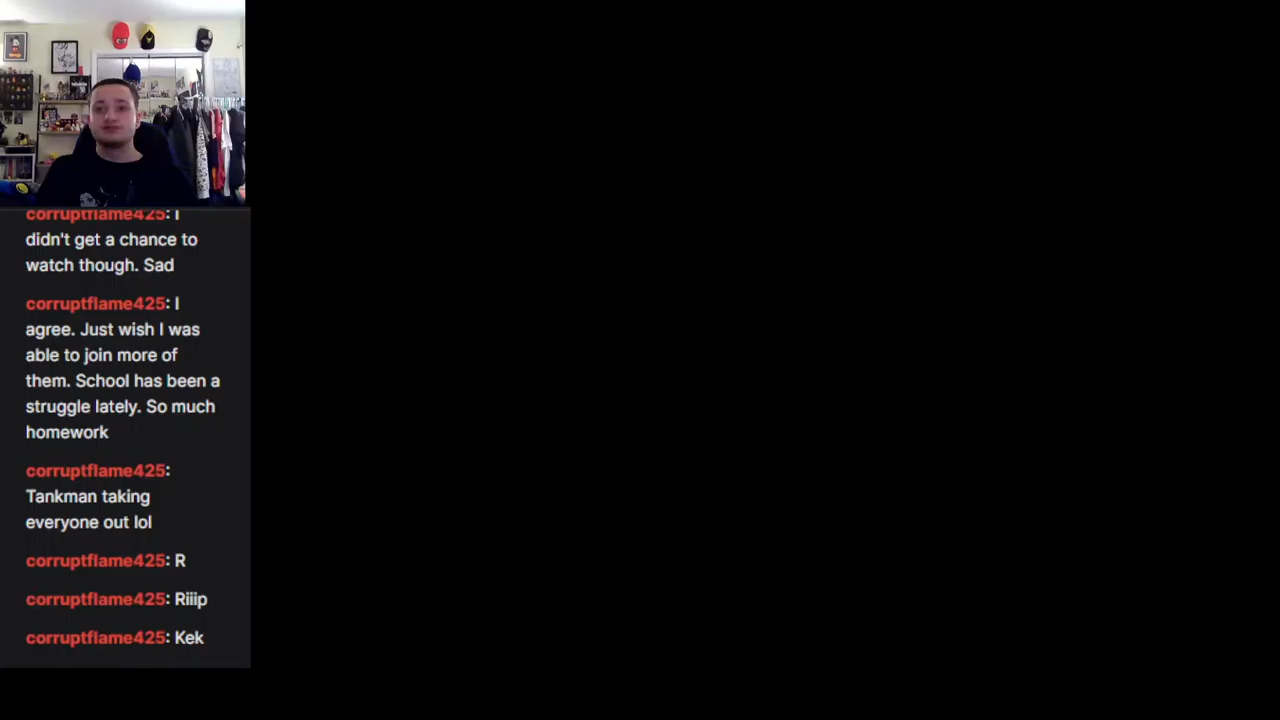 corruptflame425: I
didn't get a chance to
watch though. Sad
corruptflame425: I
agree. Just wish I was
able to join more of
them. School has been a
struggle lately. So much
homework
corruptflame425:
Tankman taking
everyone out lol
corruptflame425: R
corruptflame425: Riiip
corruptflame425: Kek